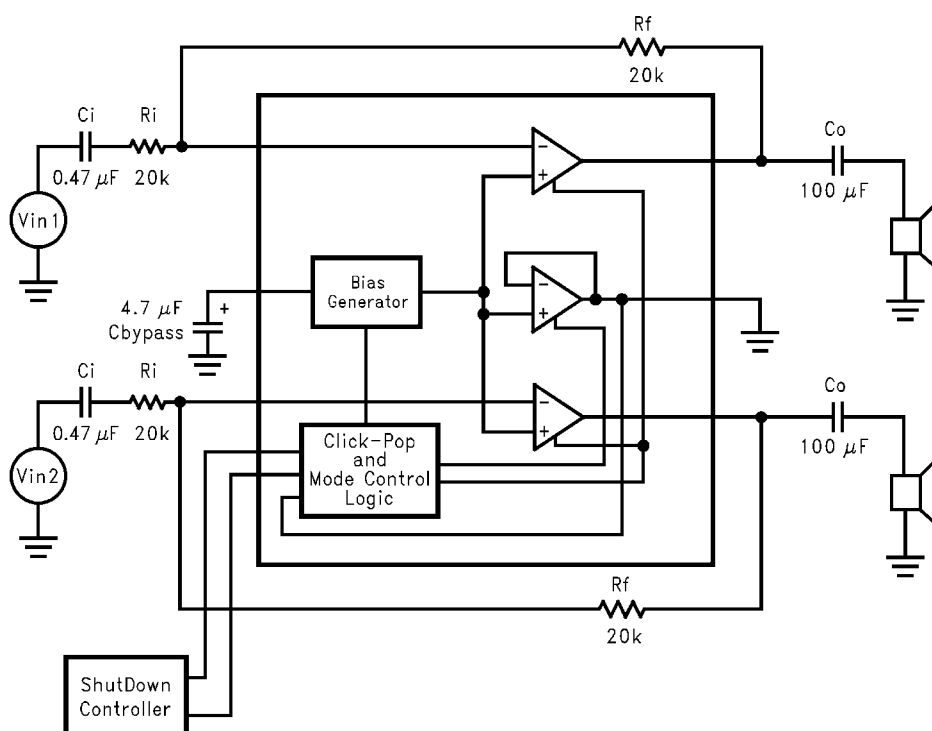 Rf
20k
Ci
Ri
0.47 μF
20k
Co
100 μF
Vin1
-
+
Bias
Generator
-
+
4.7 μF
+
Cbypass
Ci
Ri
0.47 μF
20k
Co
100 μF
-
+
Click-Pop
and
Mode Control
Logic
Vin2
Rf
20k
ShutDown
Controller